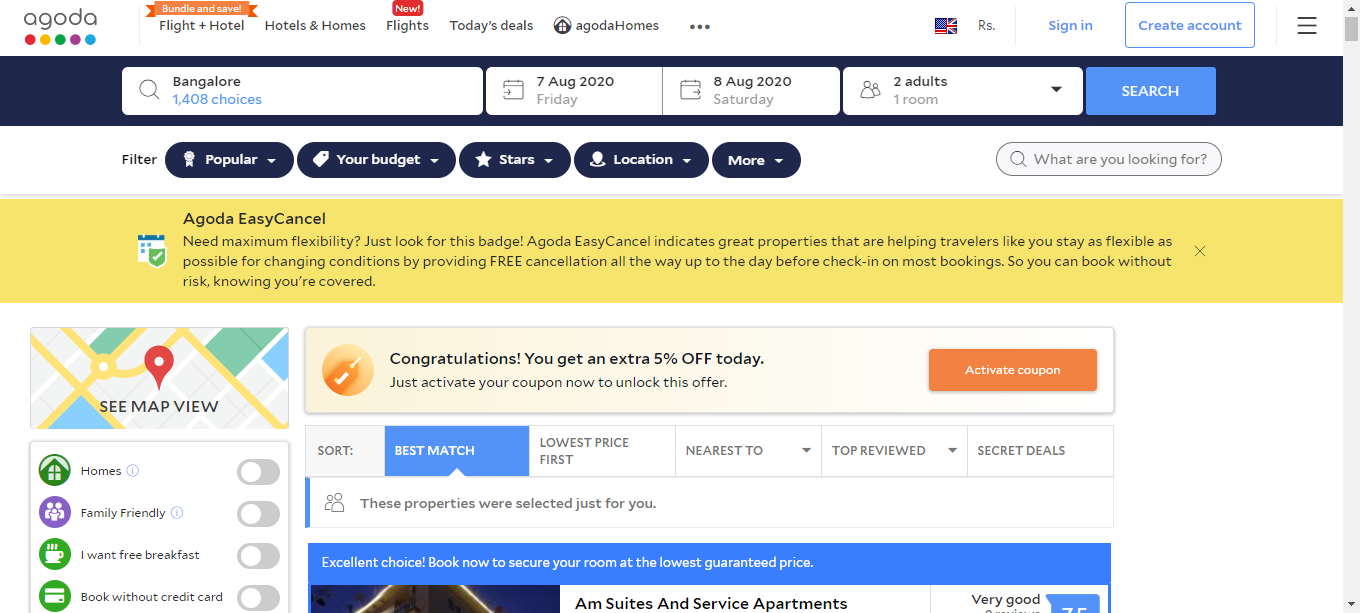 agoda
Bundle and save!
Flight + Hotel
Hotels & Homes
New!
Flights
Today's deals
agodaHomes
Rs.
Sign in
Create account
Bangalore
1,408 choices
7 Aug 2020
Friday
8 Aug 2020
Saturday
2 adults
1 room
SEARCH
Filter
Popular
Your budget
Stars
Location
More
What are you looking for?
Agoda EasyCancel
Need maximum flexibility? Just look for this badge! Agoda EasyCancel indicates great properties that are helping travelers like you stay as flexible as
possible for changing conditions by providing FREE cancellation all the way up to the day before check-in on most bookings. So you can book without
risk, knowing you're covered.
SEE MAP VIEW
Congratulations! You get an extra 5% OFF today.
Just activate your coupon now to unlock this offer.
Activate coupon
SORT:
BEST MATCH
LOWEST PRICE
FIRST
NEAREST TO
TOP REVIEWED
SECRET DEALS
These properties were selected just for you.
Homes
Family Friendly
I want free breakfast
Book without credit card
Excellent choice! Book now to secure your room at the lowest guaranteed price.
Am Suites And Service Apartments
Very good